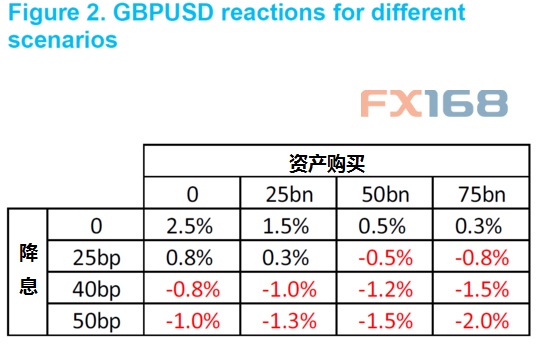 Figure 2. GBPUSD reactions for different
scenarios
FX168
资产购买
0 25bn 50bn 75bn
降息
0 2.5% 1.5% 0.5% 0.3%
25bp 0.8% 0.3% -0.5% -0.8%
40bp -0.8% -1.0% -1.2% -1.5%
50bp -1.0% -1.3% -1.5% -2.0%